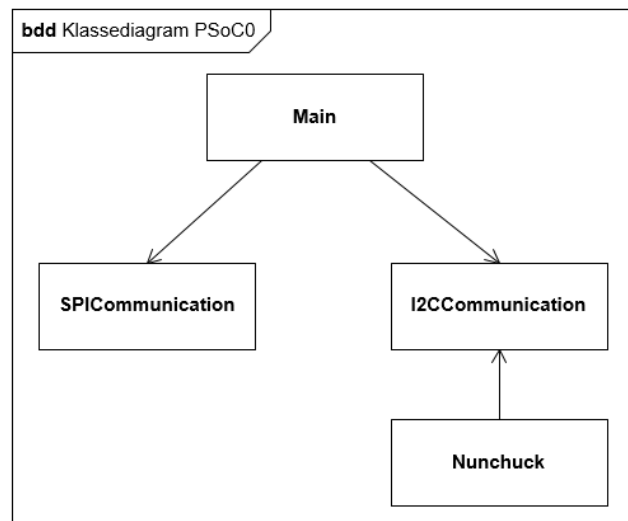 bdd Klassediagram PSoC0
Main
SPICommunication
I2CCommunication
Nunchuck